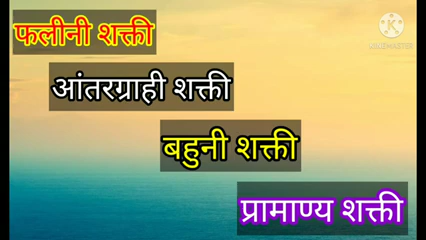 फलीनी शक्ती
आंतरग्राही शक्ती
बहुनी शक्ती
प्रामाण्य शक्ती